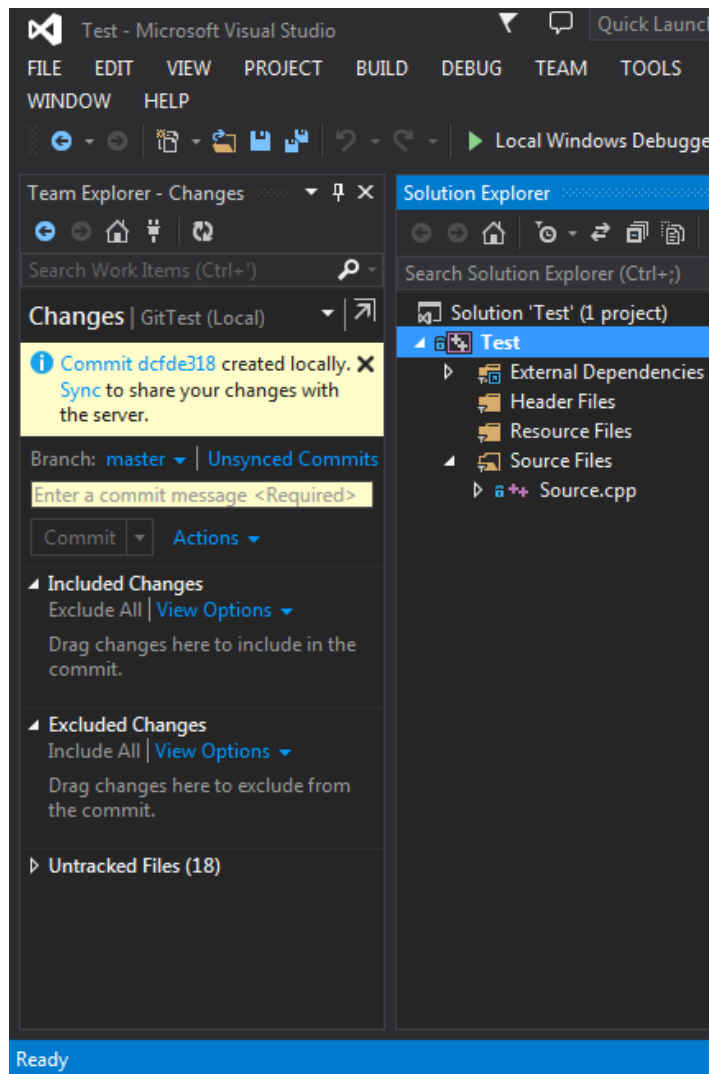 Test - Microsoft Visual Studio
Quick Launc
FILE EDIT VIEW PROJECT BUILD DEBUG TEAM TOOLS
WINDOW HELP
Local Windows Debugge
Team Explorer - Changes
Search Work Items (Ctrl+')
Changes | GitTest (Local)
Commit dcfde318 created locally.
Sync to share your changes with
the server.
Branch: master | Unsynced Commits
Enter a commit message <Required>
Commit Actions
Included Changes
Exclude All | View Options
Drag changes here to include in the
commit.
Excluded Changes
Include All | View Options
Drag changes here to exclude from
the commit.
Untracked Files (18)
Solution Explorer
Search Solution Explorer (Ctrl+;)
Solution 'Test' (1 project)
Test
External Dependencies
Header Files
Resource Files
Source Files
Source.cpp
Ready